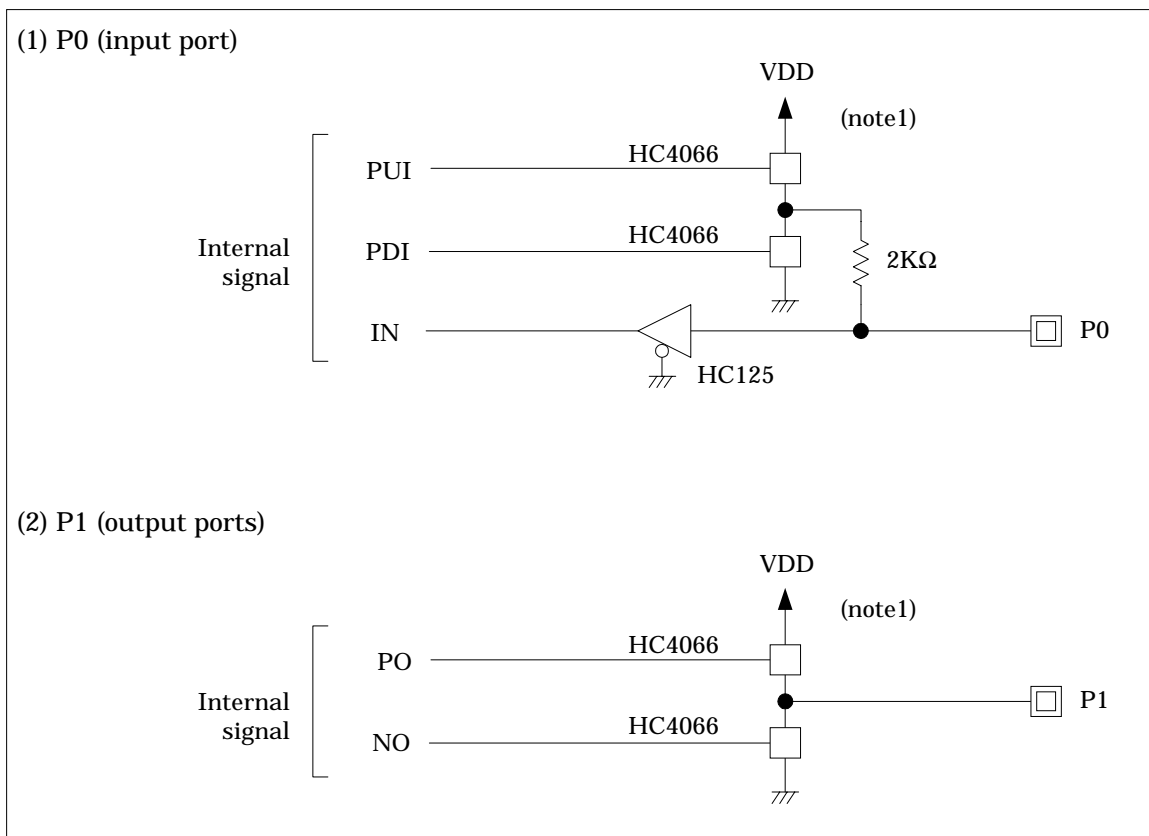 (1) P0 (input port)
VDD
(note1)
HC4066
PUI
HC4066
PDI
Internal
signal
2KΩ
IN
P0
HC125
(2) P1 (output ports)
VDD
(note1)
HC4066
PO
Internal
signal
P1
HC4066
NO